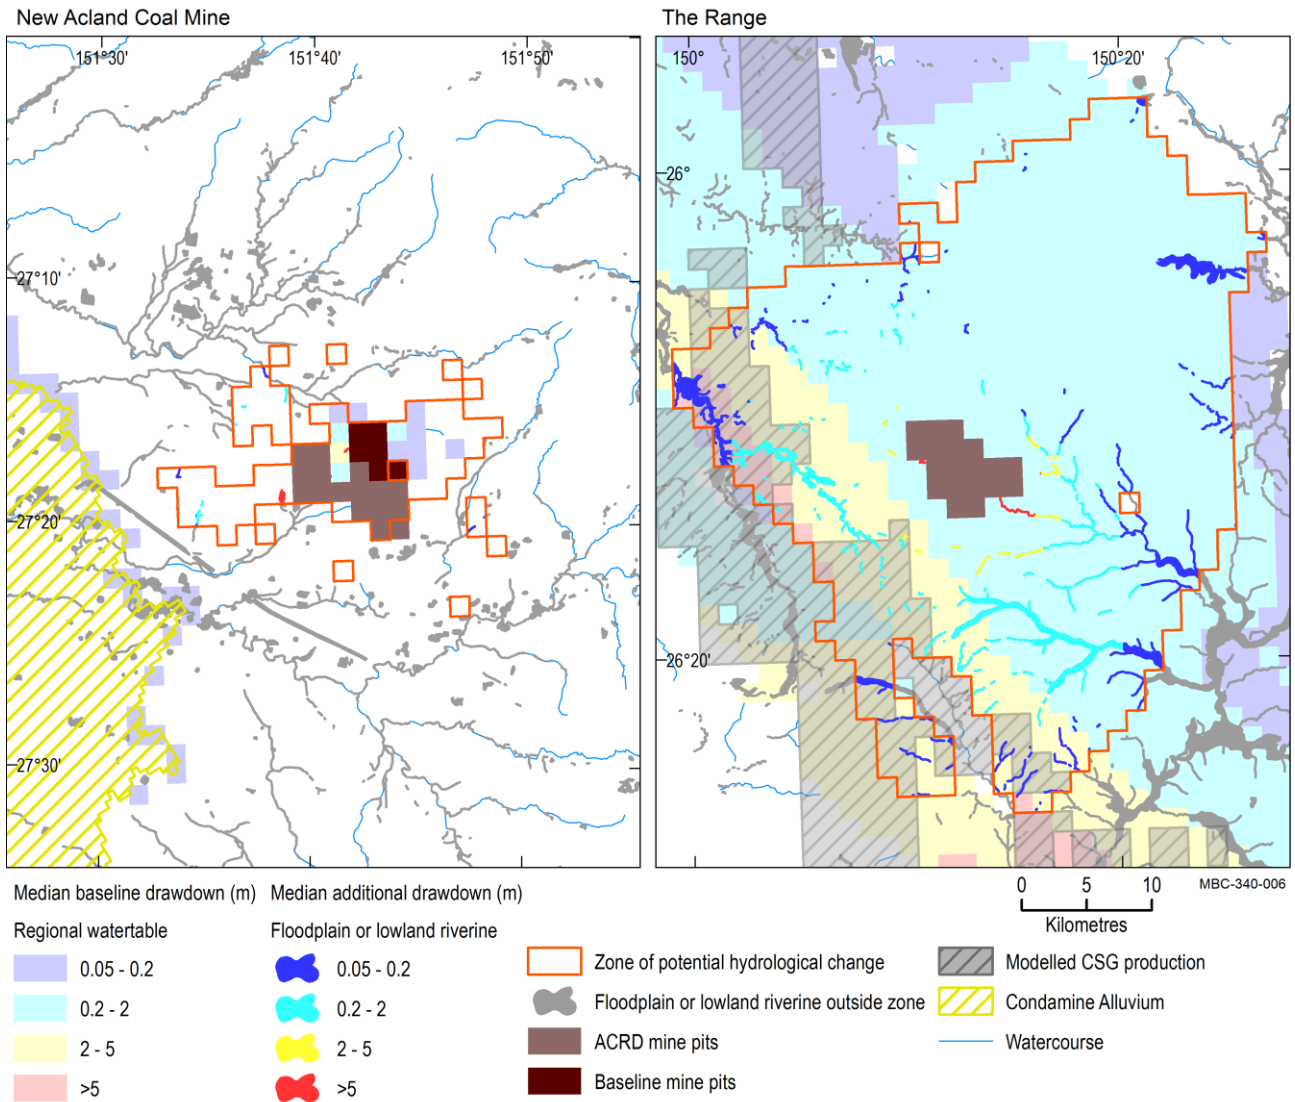 New Acland Coal Mine
The Range
151°30'
151°40'
151°50'
150°
150°20'
26°
27°10'
27°20'
26°20'
27°30'
MBC-340-006
0 5 10
Kilometres
Median baseline drawdown (m)
Median additional drawdown (m)
Regional watertable
Floodplain or lowland riverine
0.05 - 0.2
0.2 - 2
2 - 5
>5
0.05 - 0.2
0.2 - 2
2 - 5
>5
Zone of potential hydrological change
Floodplain or lowland riverine outside zone
ACRD mine pits
Baseline mine pits
Modelled CSG production
Condamine Alluvium
Watercourse